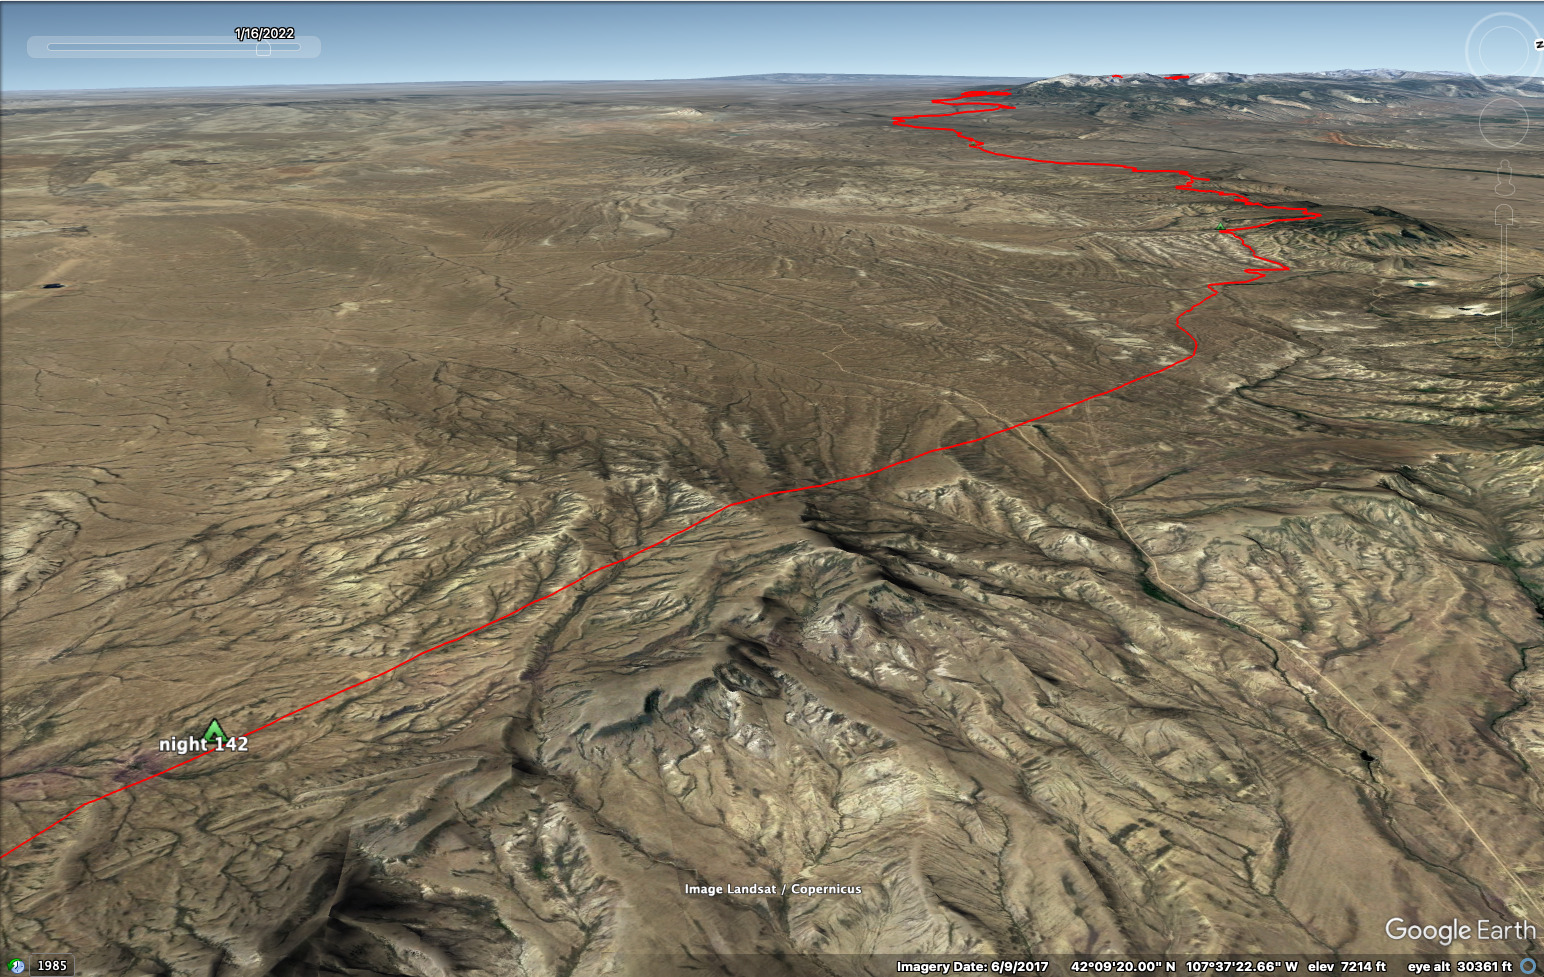 1/16/2022
N
night 142
Image Landsat / Copernicus
Google Earth
1985
Imagery Date: 6/9/2017 42°09'20.00" N 107°37'22.66" W elev 7214 ft eye alt 30361 ft